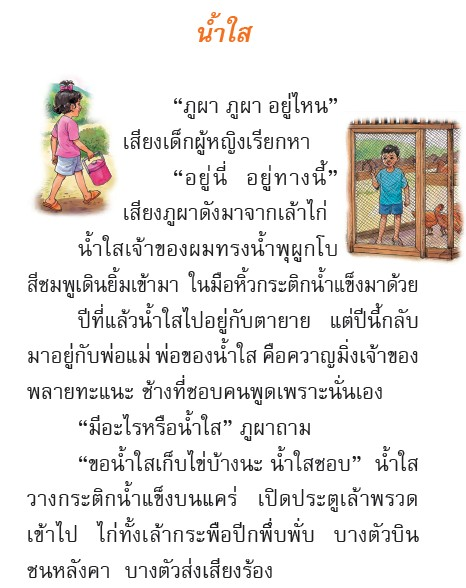 น้ำใส
“ภูผา ภูผา อยู่ไหน”
เสียงเด็กผู้หญิงเรียกหา
“อยู่นี่ อยู่ทางนี้”
เสียงภูผาดังมาจากเล้าไก่
น้ำใสเจ้าของผมทรงน้ำพุผูกโบ
สีชมพูเดินยิ้มเข้ามา ในมือหิ้วกระติกน้ำแข็งมาด้วย
ปีที่แล้วน้ำใสไปอยู่กับตายาย แต่ปีนี้กลับ
มาอยู่กับพ่อแม่ พ่อของน้ำใส คือควาญมิ่งเจ้าของ
พลายทะแนะ ช้างที่ชอบคนพูดเพราะนั่นเอง
“มีอะไรหรือน้ำใส” ภูผาถาม
“ขอน้ำใสเก็บไข่บ้างนะ น้ำใสชอบ” น้ำใส
วางกระติกน้ำแข็งบนแคร่ เปิดประตูเล้าพรวด
เข้าไป ไก่ทั้งเล้ากระพือปีกพึ่บพั่บ บางตัวบิน
ชนหลังคา บางตัวส่งเสียงร้อง